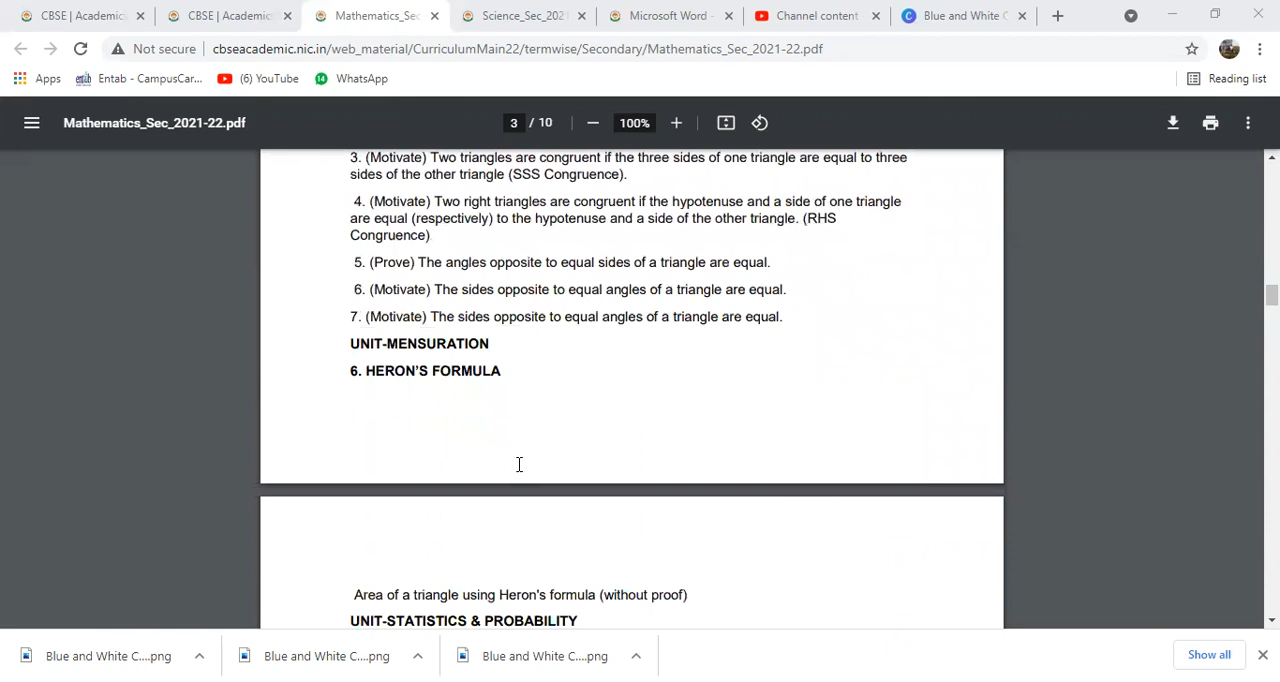 CBSE | Academics
CBSE | Academics
Mathematics_Sec
Science_Sec_2021
Microsoft Word -
Channel content
Blue and White C
Not secure
cbseacademic.nic.in/web_material/CurriculumMain22/termwise/Secondary/Mathematics_Sec_2021-22.pdf
Apps
Entab - CampusCar...
(6) YouTube
WhatsApp
Reading list
Mathematics_Sec_2021-22.pdf
3 / 10
100%
3. (Motivate) Two triangles are congruent if the three sides of one triangle are equal to three
sides of the other triangle (SSS Congruence).
4. (Motivate) Two right triangles are congruent if the hypotenuse and a side of one triangle
are equal (respectively) to the hypotenuse and a side of the other triangle. (RHS
Congruence)
5. (Prove) The angles opposite to equal sides of a triangle are equal.
6. (Motivate) The sides opposite to equal angles of a triangle are equal.
7. (Motivate) The sides opposite to equal angles of a triangle are equal.
UNIT-MENSURATION
6. HERON’S FORMULA
Area of a triangle using Heron's formula (without proof)
UNIT-STATISTICS & PROBABILITY
Blue and White C....png
Blue and White C....png
Blue and White C....png
Show all